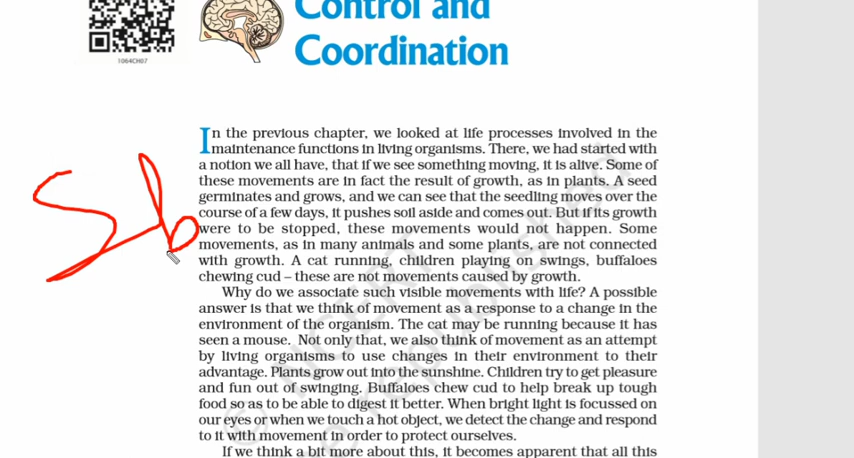 Control and
Coordination
1064CH07
In the previous chapter, we looked at life processes involved in the
maintenance functions in living organisms. There, we had started with
a notion we all have, that if we see something moving, it is alive. Some of
these movements are in fact the result of growth, as in plants. A seed
germinates and grows, and we can see that the seedling moves over the
course of a few days, it pushes soil aside and comes out. But if its growth
were to be stopped, these movements would not happen. Some
movements, as in many animals and some plants, are not connected
with growth. A cat running, children playing on swings, buffaloes
chewing cud – these are not movements caused by growth.
Why do we associate such visible movements with life? A possible
answer is that we think of movement as a response to a change in the
environment of the organism. The cat may be running because it has
seen a mouse. Not only that, we also think of movement as an attempt
by living organisms to use changes in their environment to their
advantage. Plants grow out into the sunshine. Children try to get pleasure
and fun out of swinging. Buffaloes chew cud to help break up tough
food so as to be able to digest it better. When bright light is focussed on
our eyes or when we touch a hot object, we detect the change and respond
to it with movement in order to protect ourselves.
If we think a bit more about this, it becomes apparent that all this
© NCERT
be republished